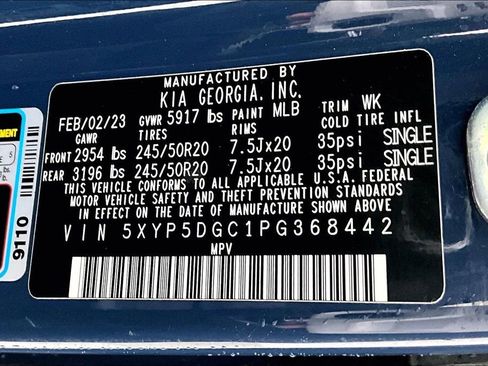 MANUFACTURED BY
KIA GEORGIA, INC.
FEB/02/23 GVWR 5917 lbs PAINT MLB TRIM WK
GAWR TIRES RIMS COLD TIRE INFL
FRONT 2954 lbs 245/50R20 7.5Jx20 35psi SINGLE
REAR 3196 lbs 245/50R20 7.5Jx20 35psi SINGLE
THIS VEHICLE CONFORMS TO ALL APPLICABLE U.S.A. FEDERAL
MOTOR VEHICLE SAFETY AND THEFT PREVENTION STANDARDS
IN EFFECT ON THE DATE OF MANUFACTURE SHOWN ABOVE.
VIN 5XYP5DGC1PG368442
MPV
9110